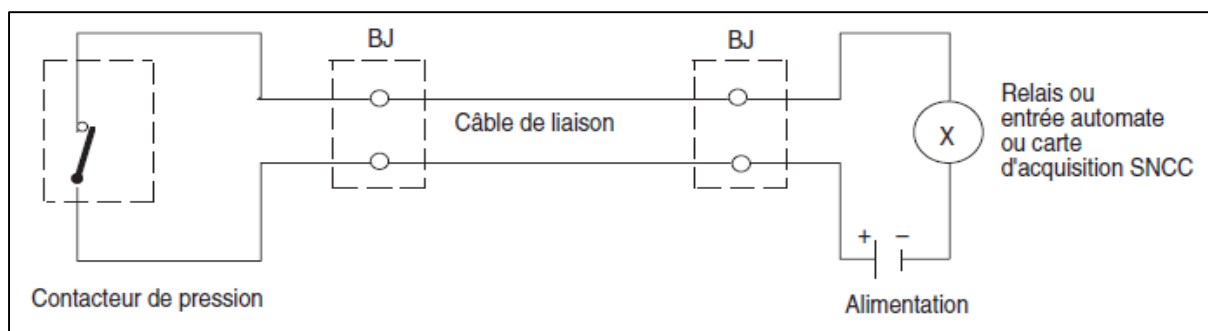 BJ
BJ
Câble de liaison
X
Relais ou
entrée automate
ou carte
d'acquisition SNCC
+ –
Contacteur de pression
Alimentation